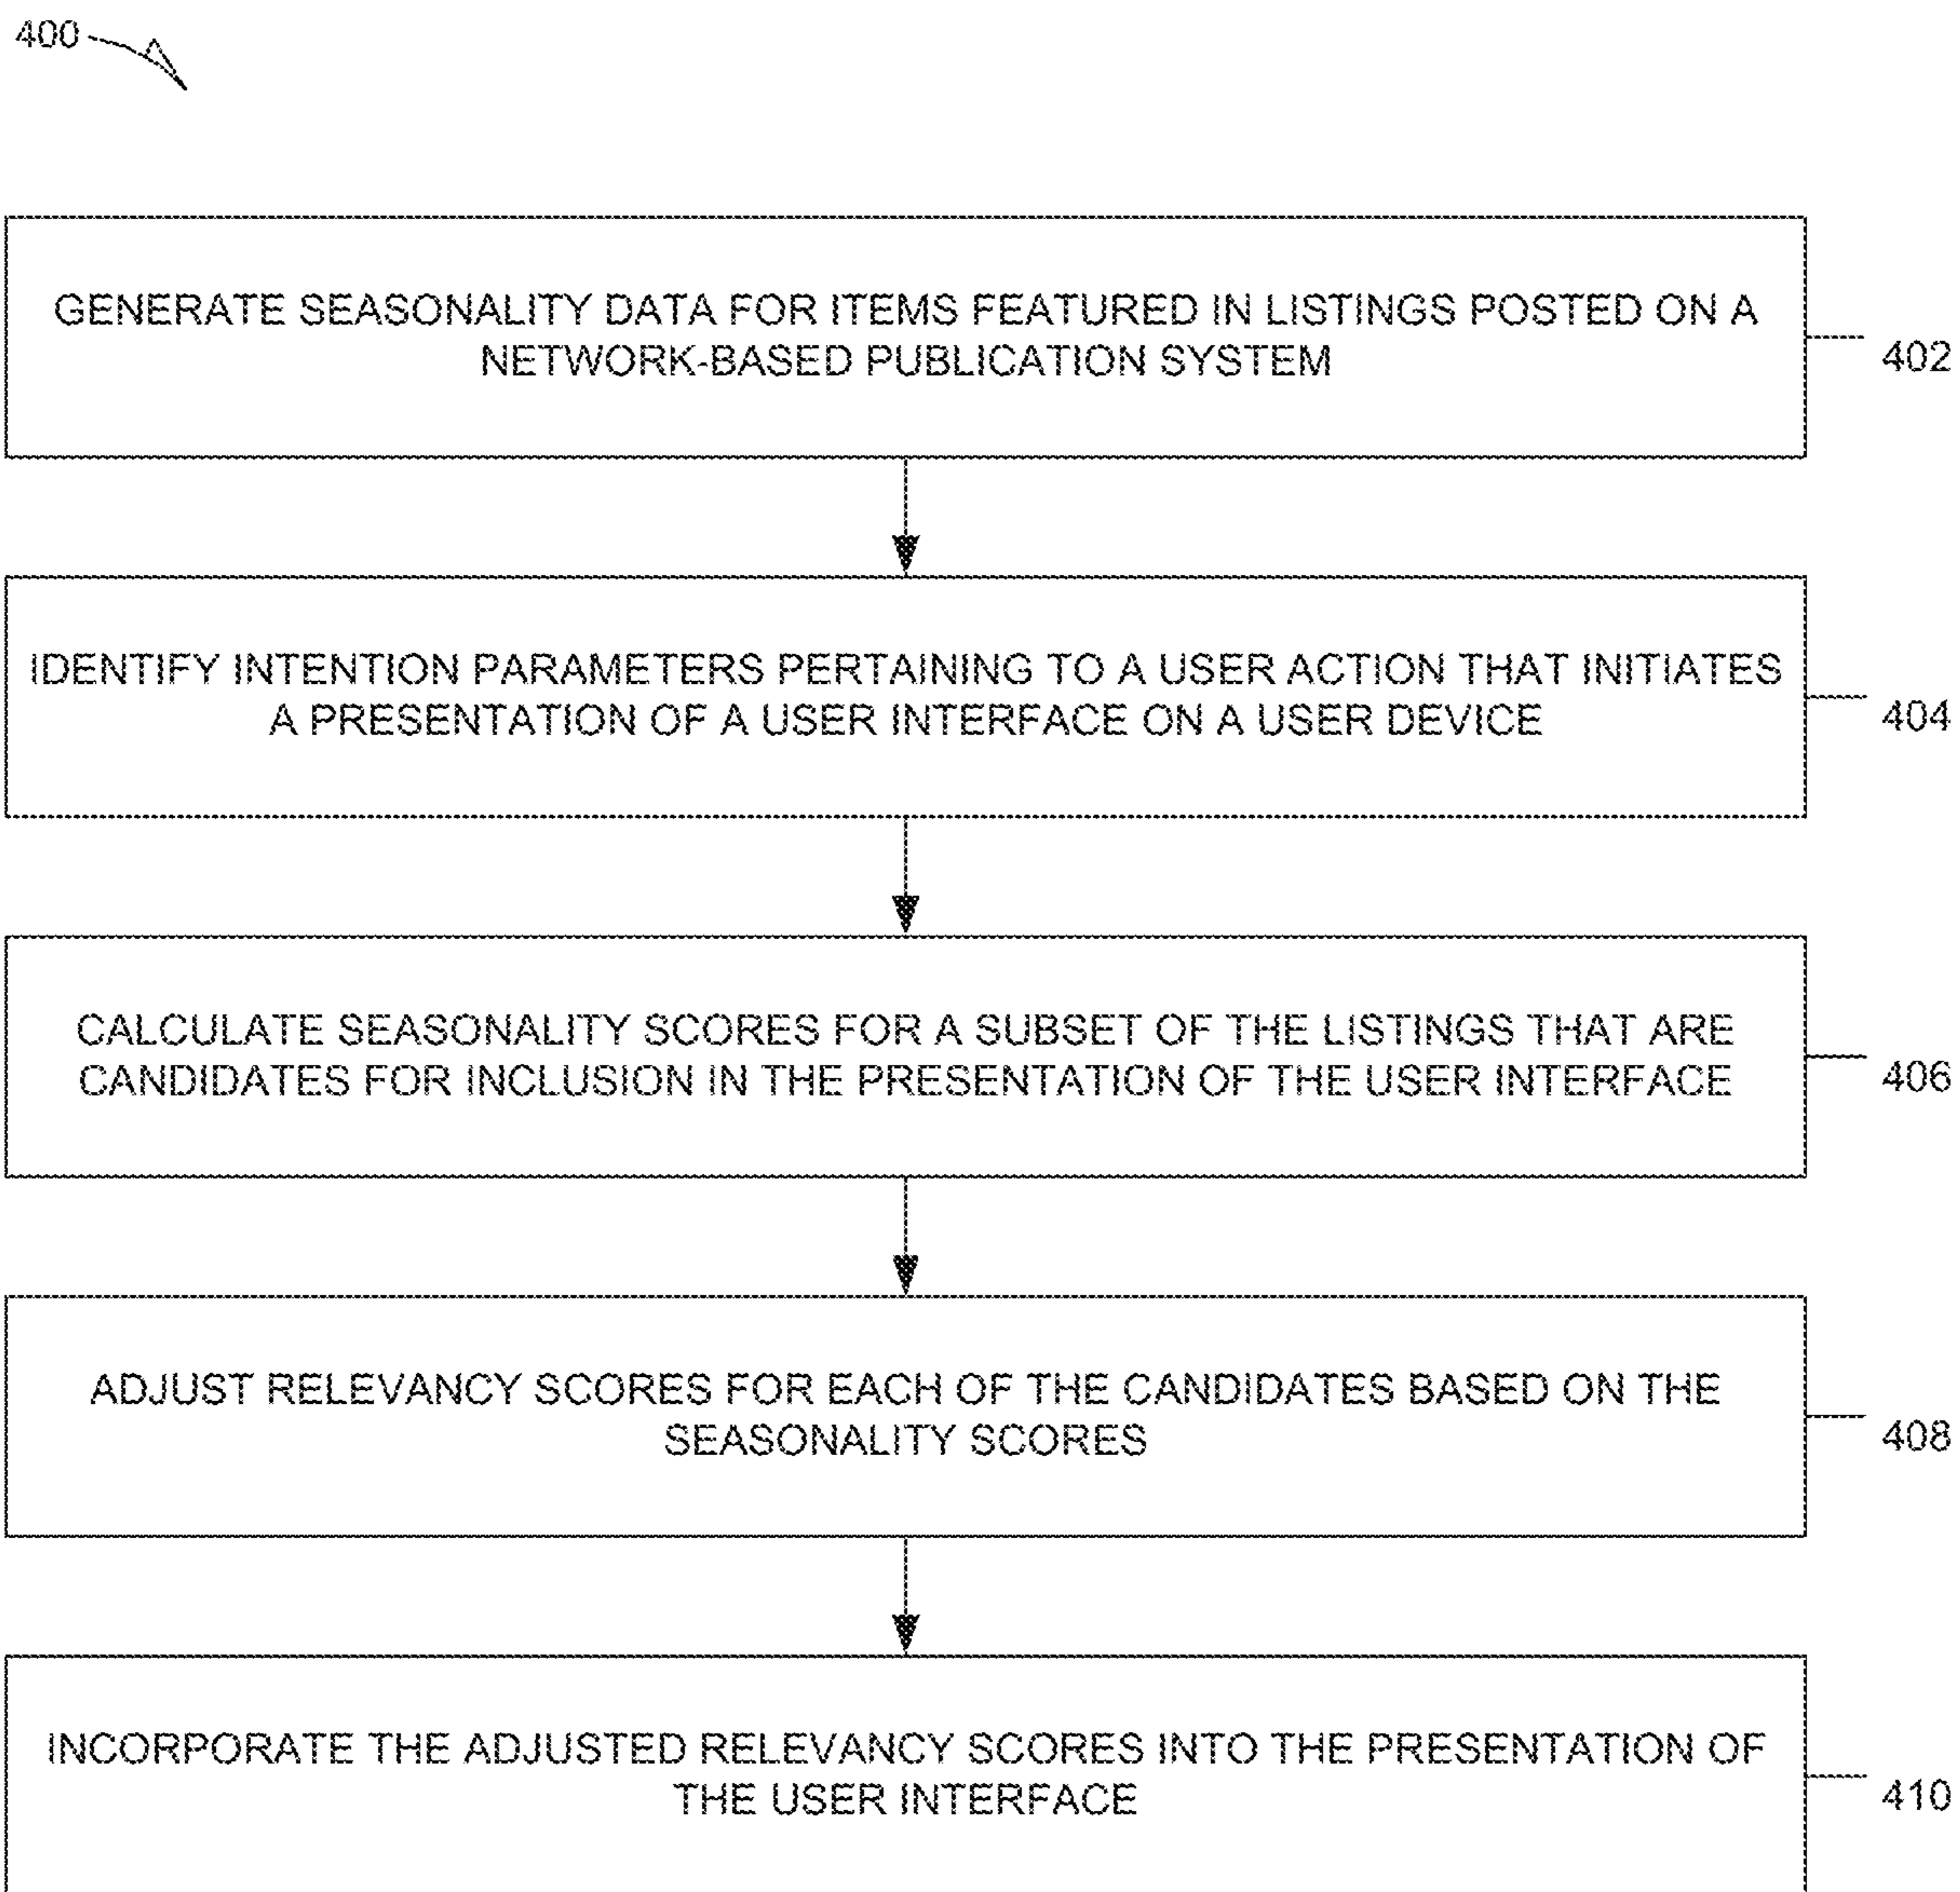 400
GENERATE SEASONALITY DATA FOR ITEMS FEATURED IN LISTINGS POSTED ON A
NETWORK-BASED PUBLICATION SYSTEM
402
IDENTIFY INTENTION PARAMETERS PERTAINING TO A USER ACTION THAT INITIATES
A PRESENTATION OF A USER INTERFACE ON A USER DEVICE
404
CALCULATE SEASONALITY SCORES FOR A SUBSET OF THE LISTINGS THAT ARE
CANDIDATES FOR INCLUSION IN THE PRESENTATION OF THE USER INTERFACE
406
ADJUST RELEVANCY SCORES FOR EACH OF THE CANDIDATES BASED ON THE
SEASONALITY SCORES
408
INCORPORATE THE ADJUSTED RELEVANCY SCORES INTO THE PRESENTATION OF
THE USER INTERFACE
410